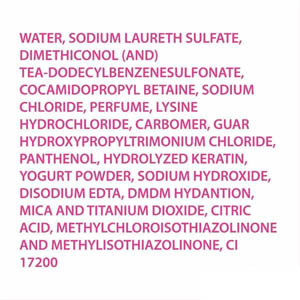 WATER, SODIUM LAURETH SULFATE,
DIMETHICONOL (AND)
TEA-DODECYLBENZENESULFONATE,
COCAMIDOPROPYL BETAINE, SODIUM
CHLORIDE, PERFUME, LYSINE
HYDROCHLORIDE, CARBOMER, GUAR
HYDROXYPROPYLTRIMONIUM CHLORIDE,
PANTHENOL, HYDROLYZED KERATIN,
YOGURT POWDER, SODIUM HYDROXIDE,
DISODIUM EDTA, DMDM HYDANTION,
MICA AND TITANIUM DIOXIDE, CITRIC
ACID, METHYLCHLOROISOTHIAZOLINONE
AND METHYLISOTHIAZOLINONE, CI
17200